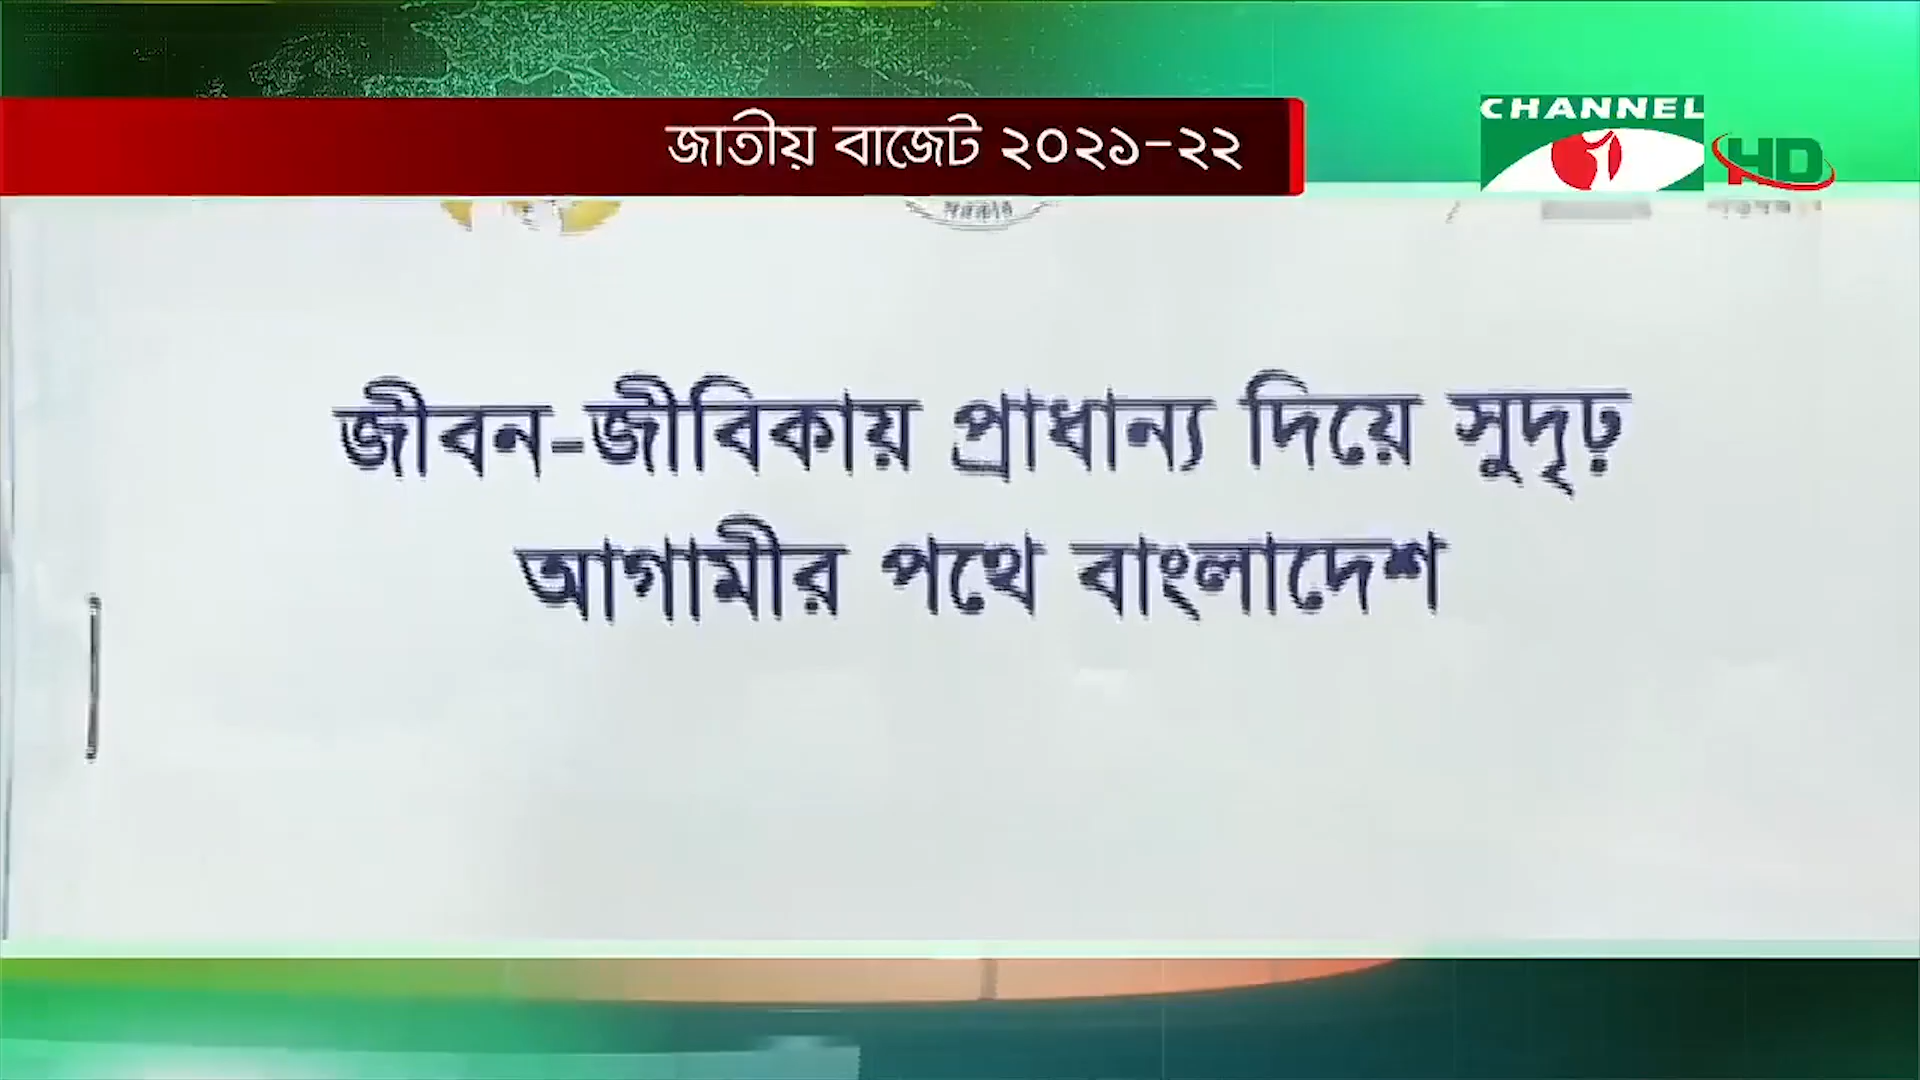 জাতীয় বাজেট ২০২১-২২
CHANNEL
HD
জীবন-জীবিকায় প্রাধান্য দিয়ে সুদৃঢ়
আগামীর পথে বাংলাদেশ